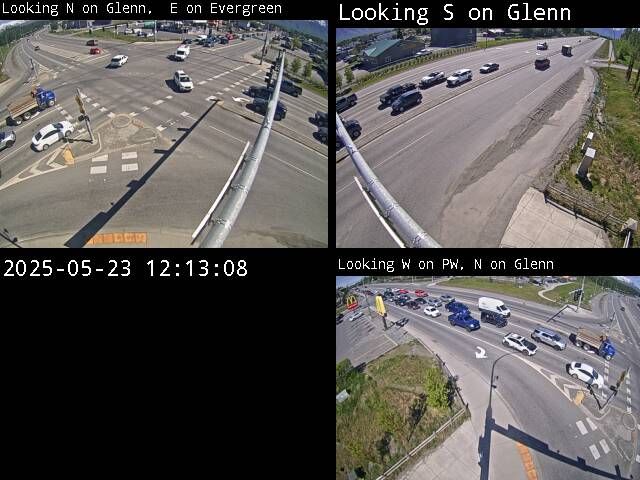 Looking N on Glenn, E on Evergreen
Looking S on Glenn
2025-05-23 12:13:08
Looking W on PW, N on Glenn